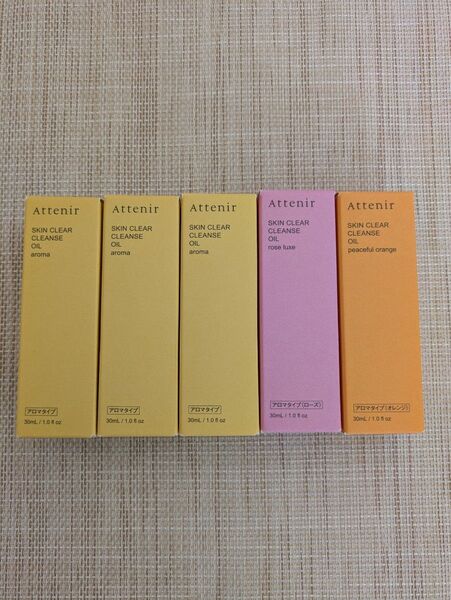 Attenir
SKIN CLEAR
CLEANSE
OIL
aroma
アロマタイプ
30mL / 1.0 fl oz
Attenir
SKIN CLEAR
CLEANSE
OIL
aroma
アロマタイプ
30mL / 1.0 fl oz
Attenir
SKIN CLEAR
CLEANSE
OIL
aroma
アロマタイプ
30mL / 1.0 fl oz
Attenir
SKIN CLEAR
CLEANSE
OIL
rose luxe
アロマタイプ(ローズ)
30mL / 1.0 fl oz
Attenir
SKIN CLEAR
CLEANSE
OIL
peaceful orange
アロマタイプ(オレンジ)
30mL / 1.0 fl oz